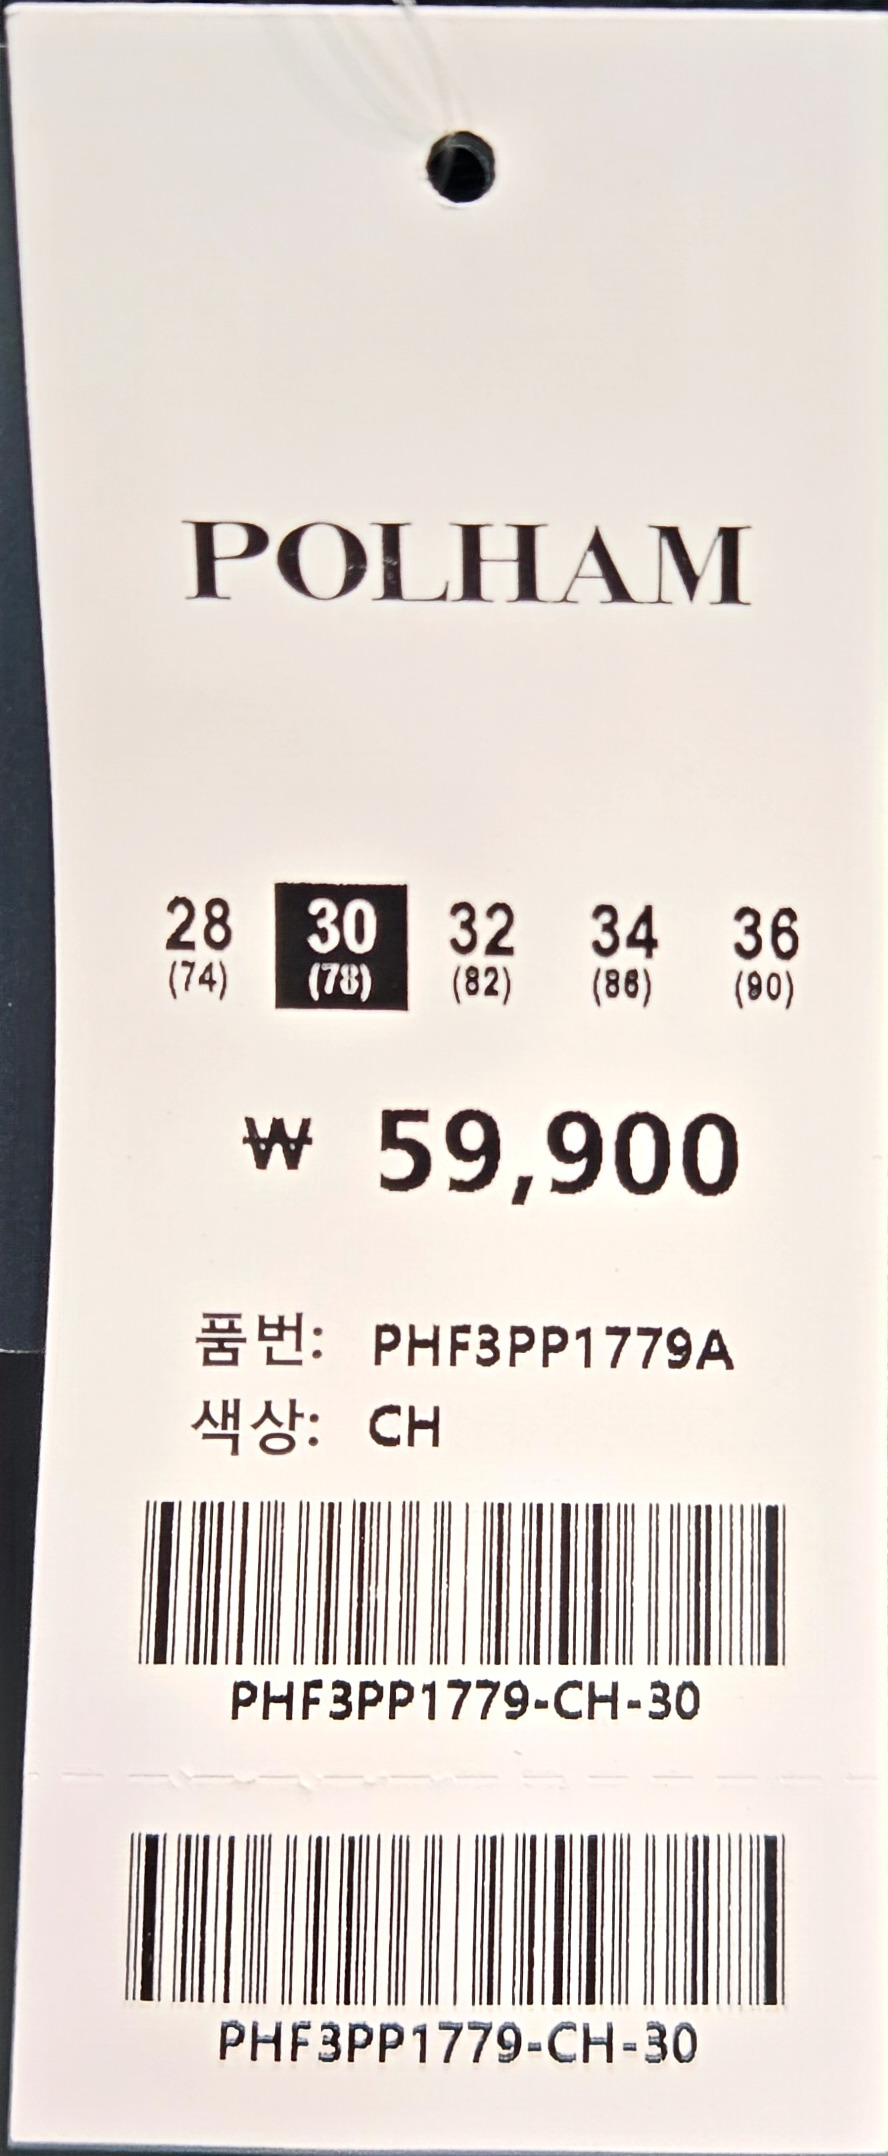 POLHAM
28 30 32 34 36
(74) (78) (82) (86) (90)
₩ 59,900
품번: PHF3PP1779A
색상: CH
PHF3PP1779-CH-30
PHF3PP1779-CH-30